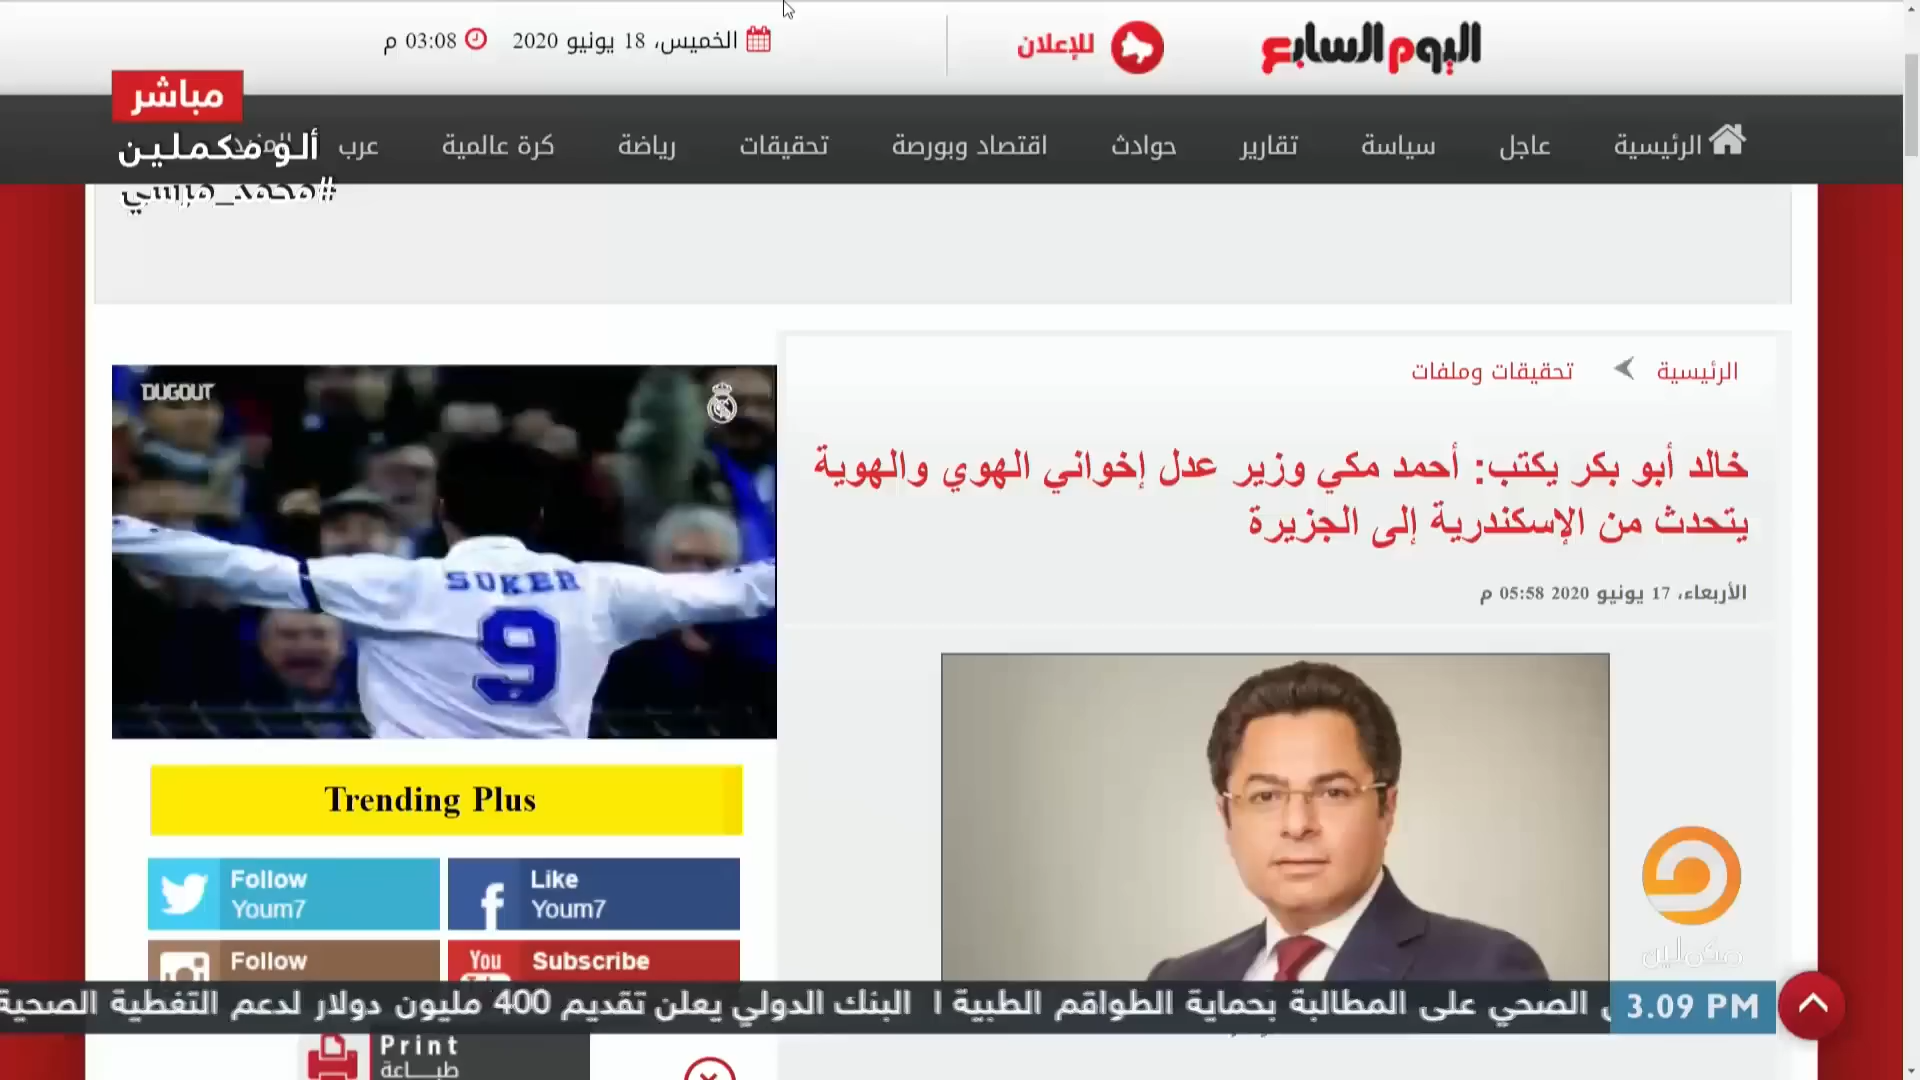 اليوم السابع
للإعلان
الخميس، 18 يونيو 2020
03:08 م
مباشر
ألو مكملين
#محمد_مرسي
الرئيسية
عاجل
سياسة
تقارير
حوادث
اقتصاد وبورصة
تحقيقات
رياضة
كرة عالمية
عرب
الرئيسية
تحقيقات وملفات
خالد أبو بكر يكتب: أحمد مكي وزير عدل إخواني الهوي والهوية
يتحدث من الإسكندرية إلى الجزيرة
الأربعاء، 17 يونيو 2020 05:58 م
DUGOUT
SUKER
9
Trending Plus
Follow
Youm7
Like
Youm7
Follow
You
Subscribe
مكملين
الصحي على المطالبة بحماية الطواقم الطبية ا البنك الدولي يعلن تقديم 400 مليون دولار لدعم التغطية الصحية
3.09 PM
Print
طبـاعة